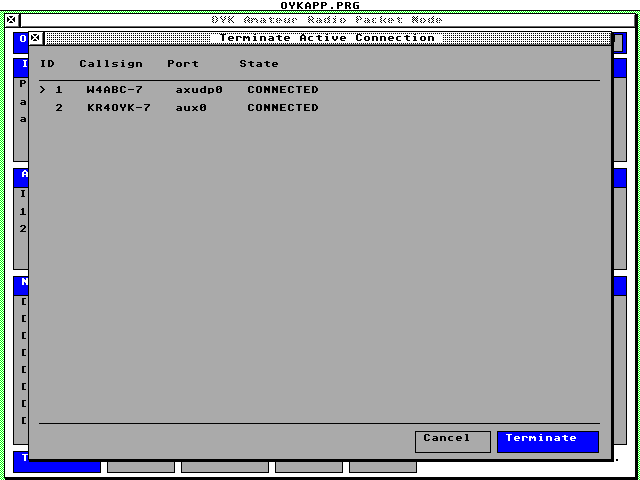 OYKAPP.PRG
OYK Amateur Radio Packet Node
Terminate Active Connection
ID Callsign Port State
> 1 W4ABC-7 axudp0 CONNECTED
2 KR4OYK-7 aux0 CONNECTED
Cancel Terminate